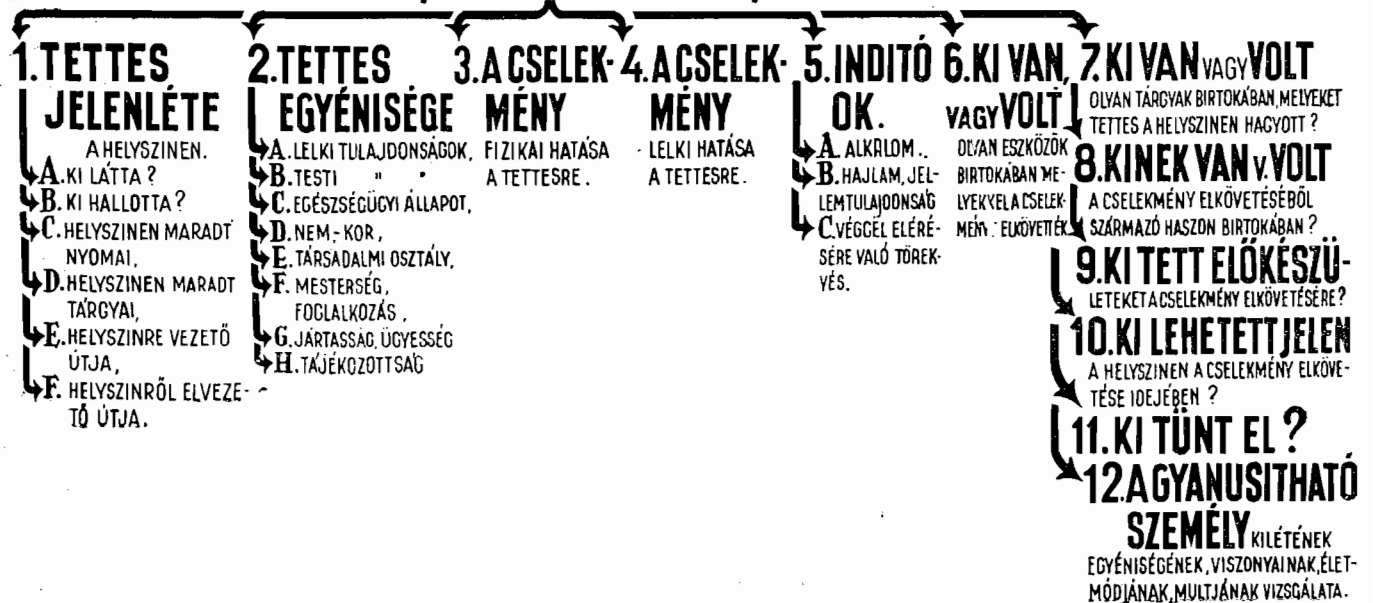 1. TETTES
JELENLÉTE
A HELYSZINEN.
A. KI LÁTTA?
B. KI HALLOTTA?
C. HELYSZINEN MARADT
NYOMAI,
D. HELYSZINEN MARADT
TÁRGYAI,
E. HELYSZINRE VEZETŐ
ÚTJA,
F. HELYSZINRŐL ELVEZE-
TŐ ÚTJA.
2. TETTES
EGYÉNISÉGE
A. LELKI TULAJDONSÁGOK,
B. TESTI " "
C. EGÉSZSÉGÜGYI ÁLLAPOT,
D. NEM,- KOR,
E. TÁRSADALMI OSZTÁLY,
F. MESTERSÉG,
FOGLALKOZÁS,
G. JÁRTASSÁG, ÜGYESSÉG
H. TÁJÉKOZOTTSÁG
3. A CSELEK-
MÉNY
FIZIKAI HATÁSA
A TETTESRE.
4. A CSELEK-
MÉNY
LELKI HATÁSA
A TETTESRE.
5. INDITÓ
OK.
A. ALKALOM..
B. HAJLAM, JEL-
LEMTULAJDONSÁG
C. VÉGCÉL ELÉRÉ-
SÉRE VALÓ TÖREK-
VÉS.
6. KI VAN,
VAGY VOLT
OLYAN ESZKÖZÖK
BIRTOKÁBAN ME-
LYEKKEL A CSELEK-
MÉNY. ELKÖVETTÉK
7. KI VAN VAGY VOLT
OLYAN TÁRGYAK BIRTOKÁBAN, MELYEKET
TETTES A HELYSZINEN HAGYOTT?
8. KINEK VAN v. VOLT
A CSELEKMÉNY ELKÖVETÉSÉBŐL
SZÁRMAZÓ HASZON BIRTOKÁBAN?
9. KI TETT ELŐKÉSZÜ-
LETEKET A CSELEKMÉNY ELKÖVETÉSÉRE?
10. KI LEHETETT JELEN
A HELYSZINEN A CSELEKMÉNY ELKÖVE-
TÉSE IDEJÉBEN?
11. KI TÜNT EL?
12. A GYANUSITHATÓ
SZEMÉLY KILÉTÉNEK
EGYÉNISÉGÉNEK, VISZONYAINAK, ÉLET-
MÓDJÁNAK, MULTJÁNAK VIZSGÁLATA.